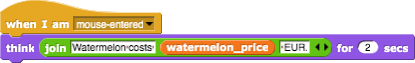 when I am mouse-entered
think join Watermelon costs watermelon_price EUR. for 2 secs